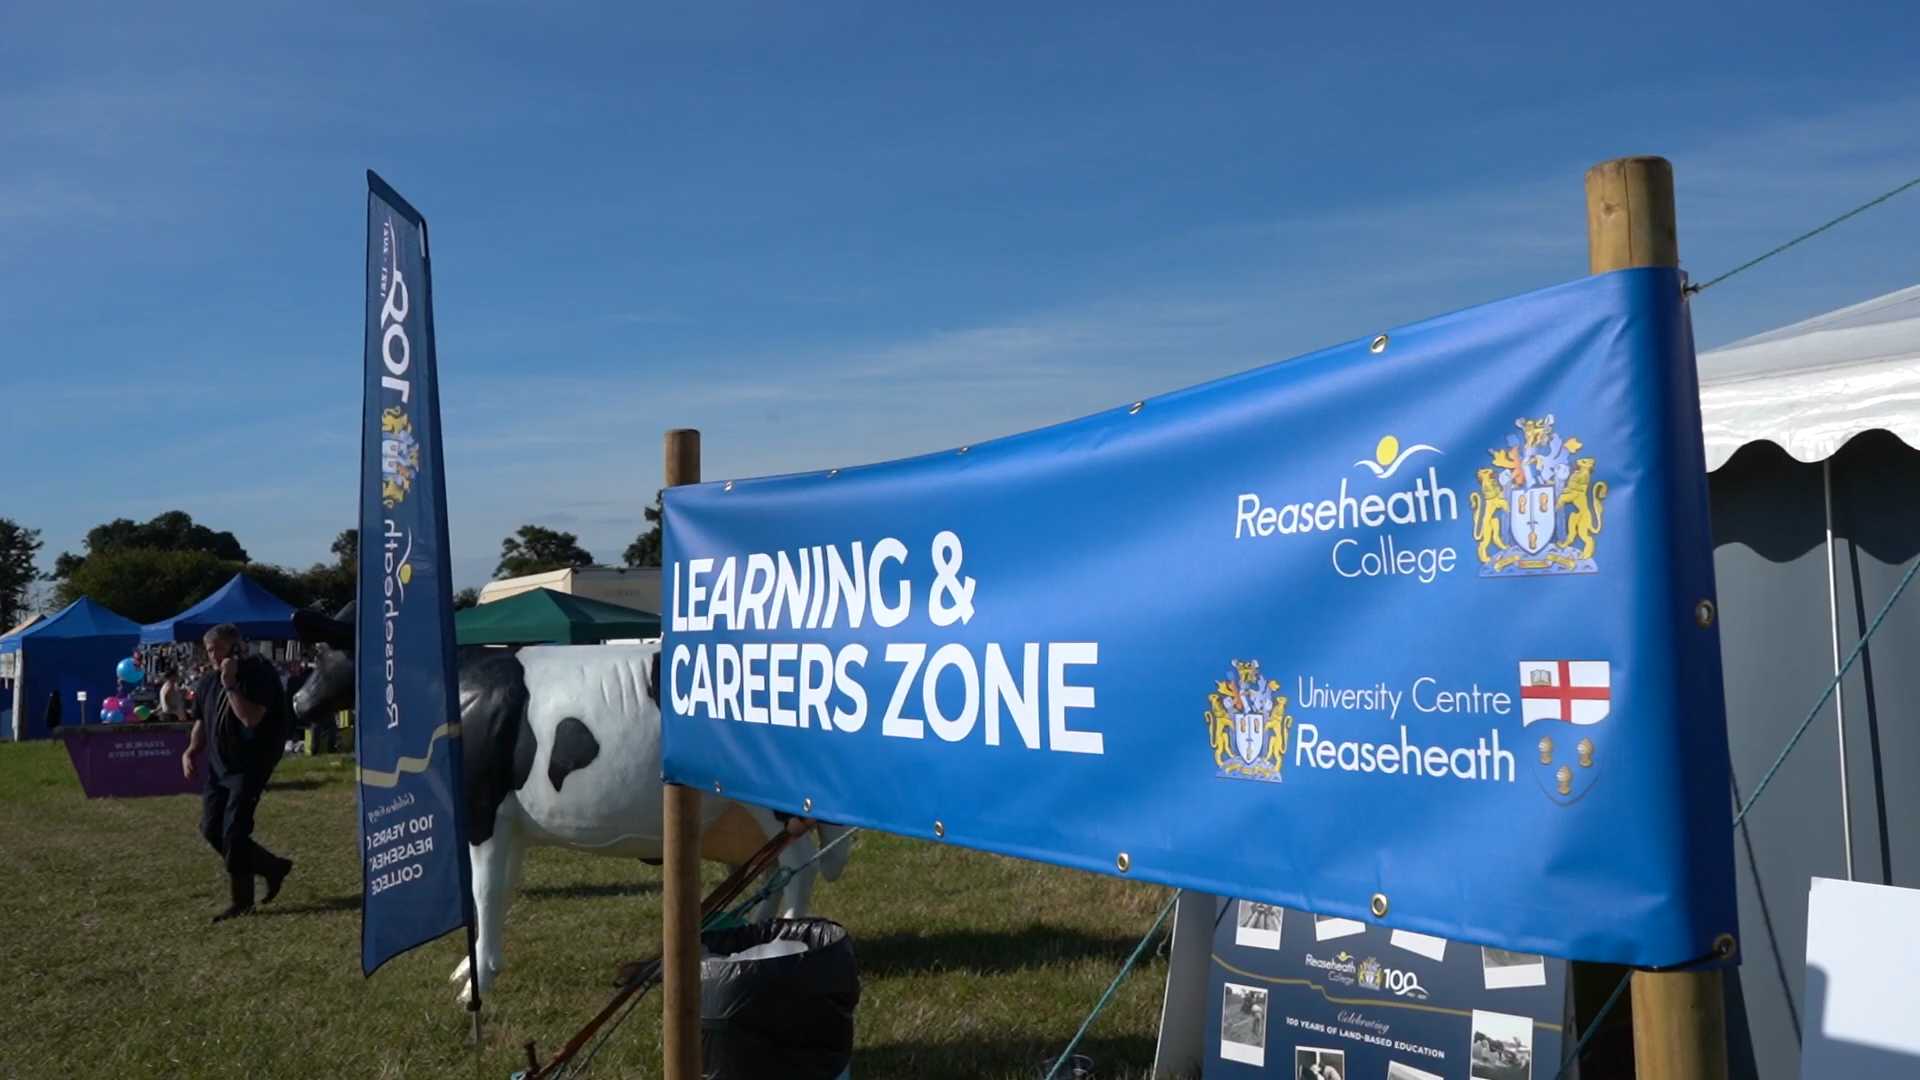 LEARNING &
CAREERS ZONE
Reaseheath
College
University Centre
Reaseheath
100
Reaseheath
100 YEARS
COLLEGE
Reaseheath
College
100
Celebrating
100 YEARS OF LAND-BASED EDUCATION